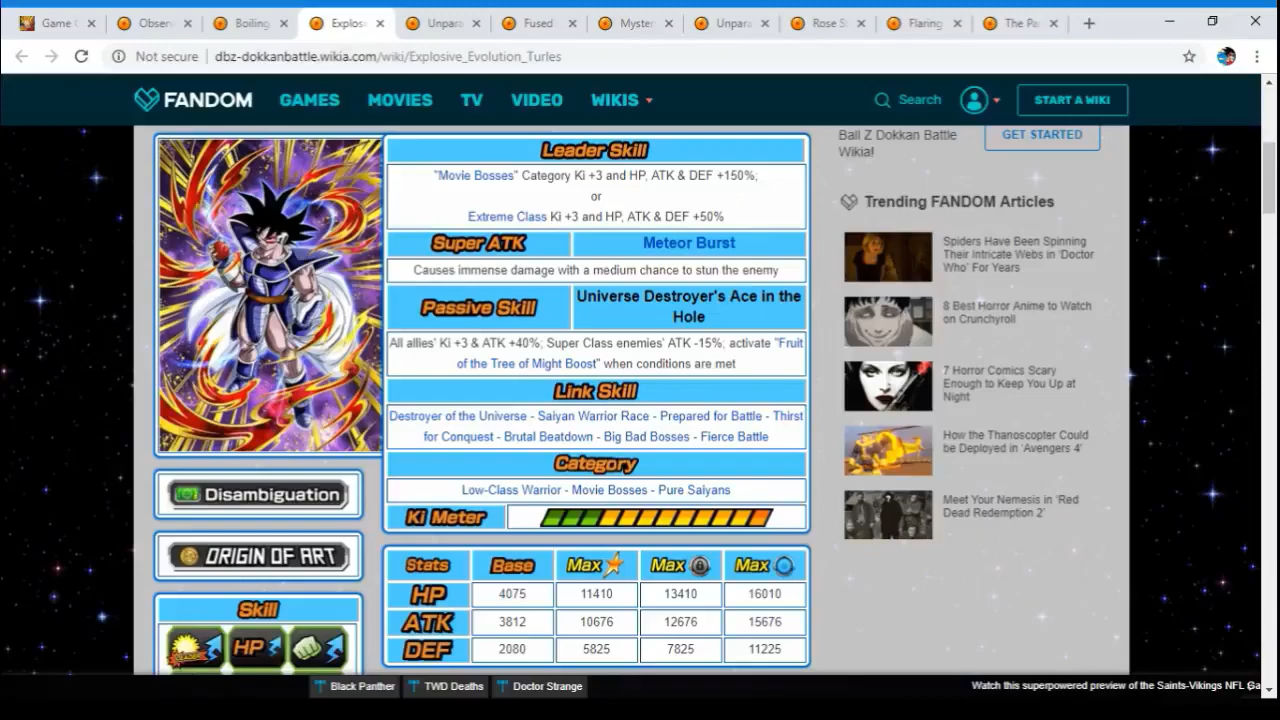 Game C
Obser
Boiling
Explos
Unpara
Fused
Myster
Unpara
Rose S
Flaring
The Pa
Not secure
dbz-dokkanbattle.wikia.com/wiki/Explosive_Evolution_Turles
FANDOM GAMES MOVIES TV VIDEO WIKIS Search START A WIKI
Ball Z Dokkan Battle
Wikia!
GET STARTED
Leader Skill
"Movie Bosses" Category Ki +3 and HP, ATK & DEF +150%;
or
Extreme Class Ki +3 and HP, ATK & DEF +50%
Super ATK Meteor Burst
Causes immense damage with a medium chance to stun the enemy
Passive Skill
Universe Destroyer's Ace in the
Hole
All allies' Ki +3 & ATK +40%; Super Class enemies' ATK -15%; activate "Fruit
of the Tree of Might Boost" when conditions are met
Link Skill
Destroyer of the Universe - Saiyan Warrior Race - Prepared for Battle - Thirst
for Conquest - Brutal Beatdown - Big Bad Bosses - Fierce Battle
Category
Low-Class Warrior - Movie Bosses - Pure Saiyans
Ki Meter
Stats Base Max Max Max
HP 4075 11410 13410 16010
ATK 3812 10676 12676 15676
DEF 2080 5825 7825 11225
Disambiguation
ORIGIN OF ART
Skill
HP
Trending FANDOM Articles
Spiders Have Been Spinning
Their Intricate Webs in 'Doctor
Who' For Years
8 Best Horror Anime to Watch
on Crunchyroll
7 Horror Comics Scary
Enough to Keep You Up at
Night
How the Thanoscopter Could
be Deployed in 'Avengers 4'
Meet Your Nemesis in 'Red
Dead Redemption 2'
Black Panther
TWD Deaths
Doctor Strange
Watch this superpowered preview of the Saints-Vikings NFL Ga